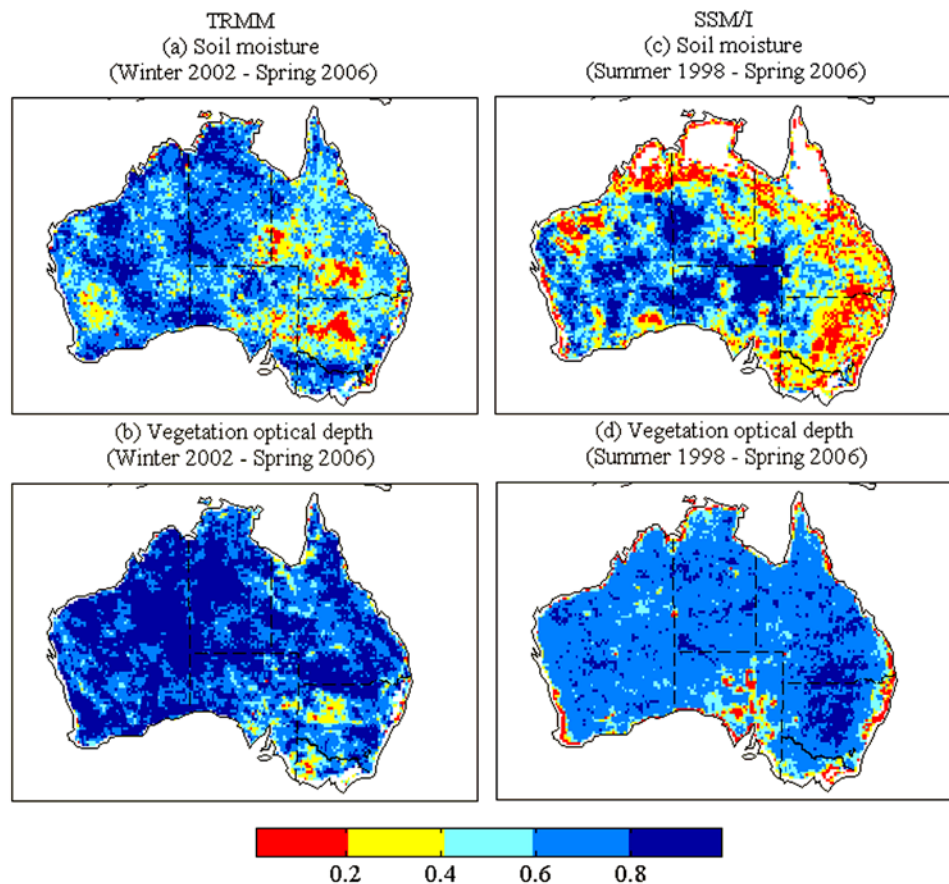 TRMM
(a) Soil moisture
(Winter 2002 - Spring 2006)
SSM/I
(c) Soil moisture
(Summer 1998 - Spring 2006)
(b) Vegetation optical depth
(Winter 2002 - Spring 2006)
(d) Vegetation optical depth
(Summer 1998 - Spring 2006)
0.2 0.4 0.6 0.8